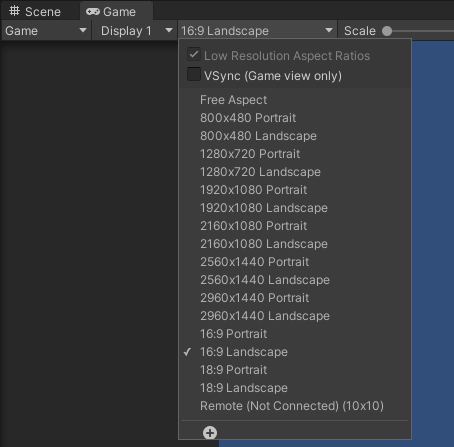 Scene Game
Game Display 1 16:9 Landscape Scale
Low Resolution Aspect Ratios
VSync (Game view only)
Free Aspect
800x480 Portrait
800x480 Landscape
1280x720 Portrait
1280x720 Landscape
1920x1080 Portrait
1920x1080 Landscape
2160x1080 Portrait
2160x1080 Landscape
2560x1440 Portrait
2560x1440 Landscape
2960x1440 Portrait
2960x1440 Landscape
16:9 Portrait
16:9 Landscape
18:9 Portrait
18:9 Landscape
Remote (Not Connected) (10x10)